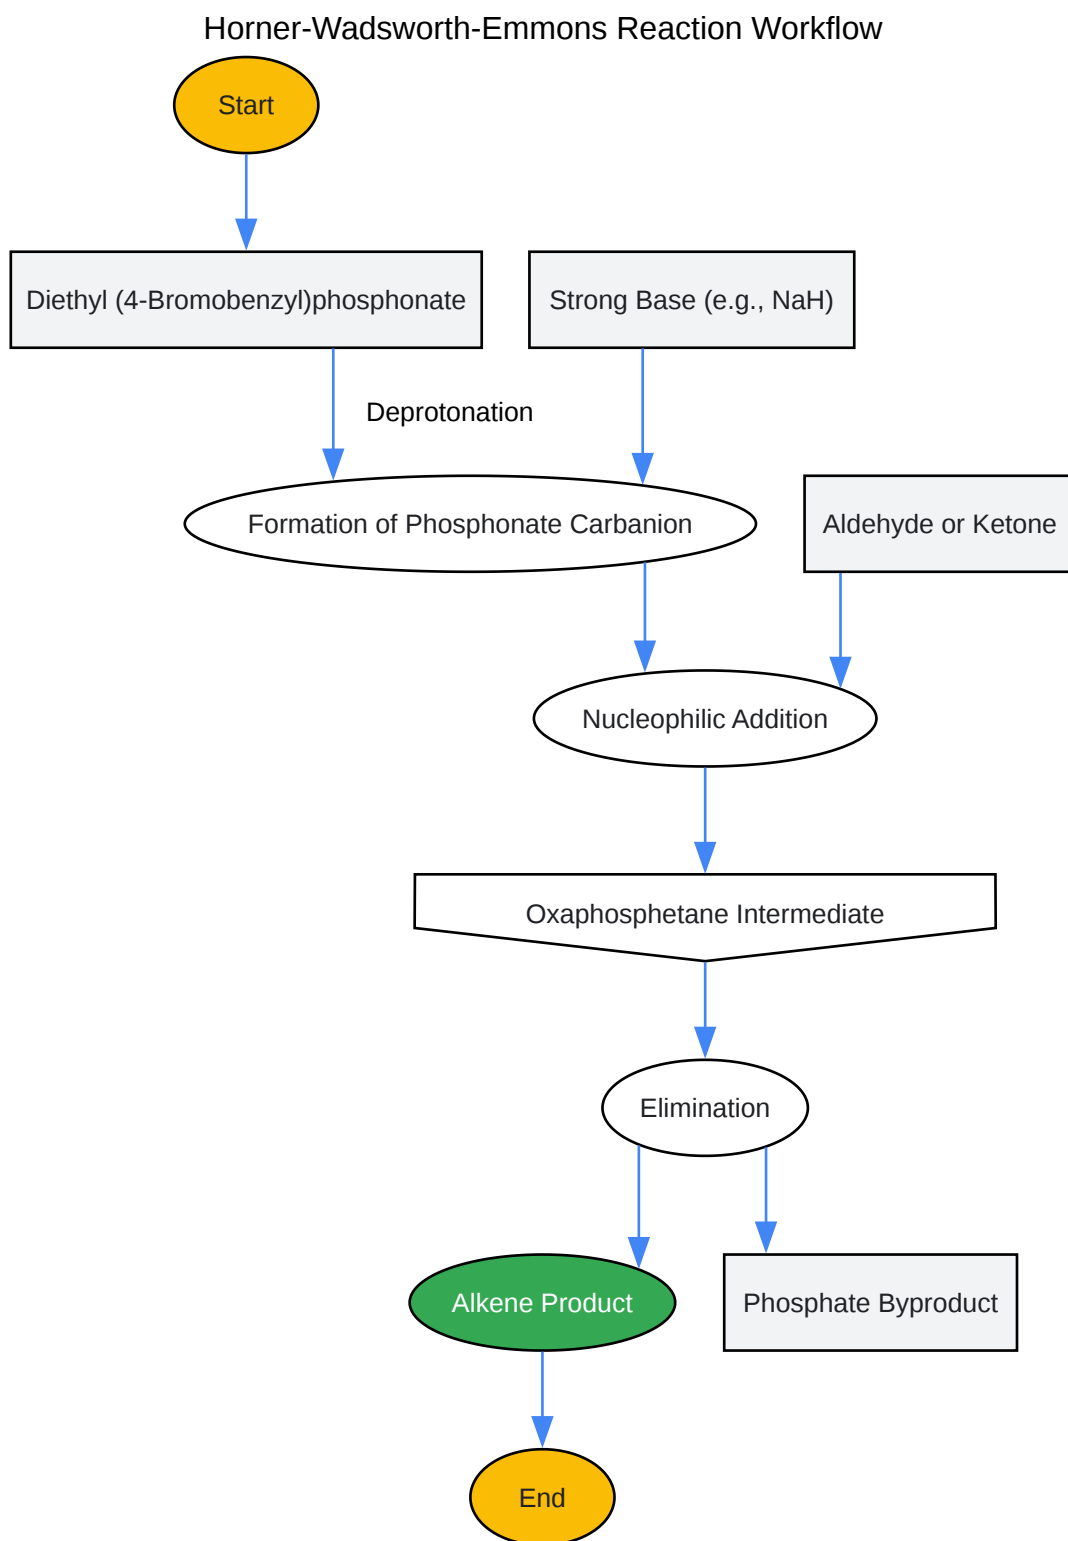 Horner-Wadsworth-Emmons Reaction Workflow
Start
Diethyl (4-Bromobenzyl)phosphonate
Strong Base (e.g., NaH)
Deprotonation
Formation of Phosphonate Carbanion
Aldehyde or Ketone
Nucleophilic Addition
Oxaphosphetane Intermediate
Elimination
Alkene Product
Phosphate Byproduct
End